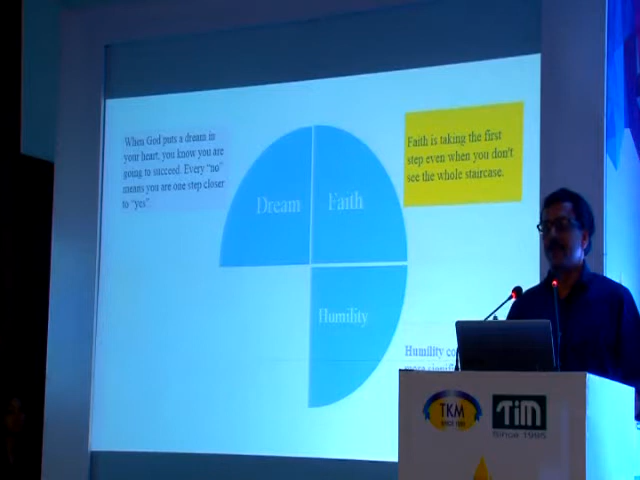 When God puts a dream in
your heart, you know you are
going to succeed. Every "no"
means you are one step closer
to "yes".
Faith is taking the first
step even when you don't
see the whole staircase.
Dream
Faith
Humility
Humility
TKM
SINCE
TiM
Since 1985